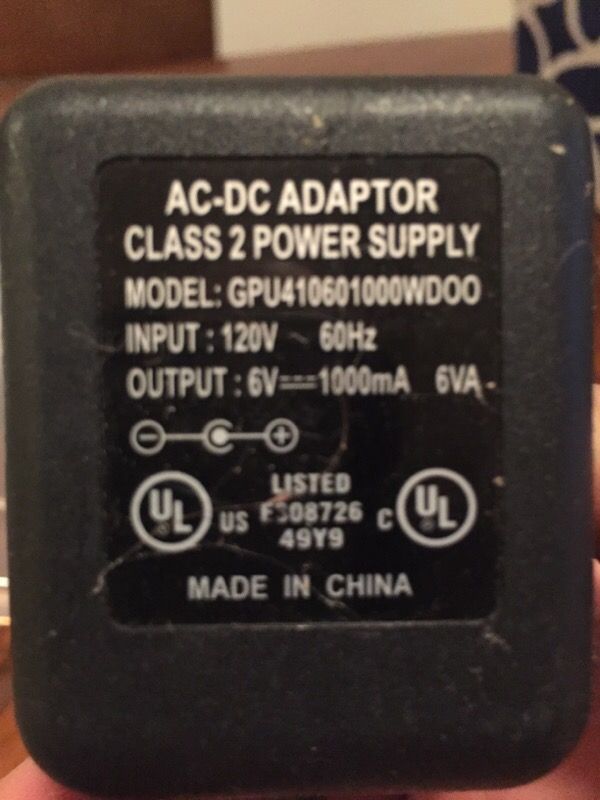 AC-DC ADAPTOR
CLASS 2 POWER SUPPLY
MODEL: GPU410601000WDOO
INPUT : 120V 60Hz
OUTPUT : 6V⎓1000mA 6VA
LISTED
UL US E308726 C UL
49Y9
MADE IN CHINA